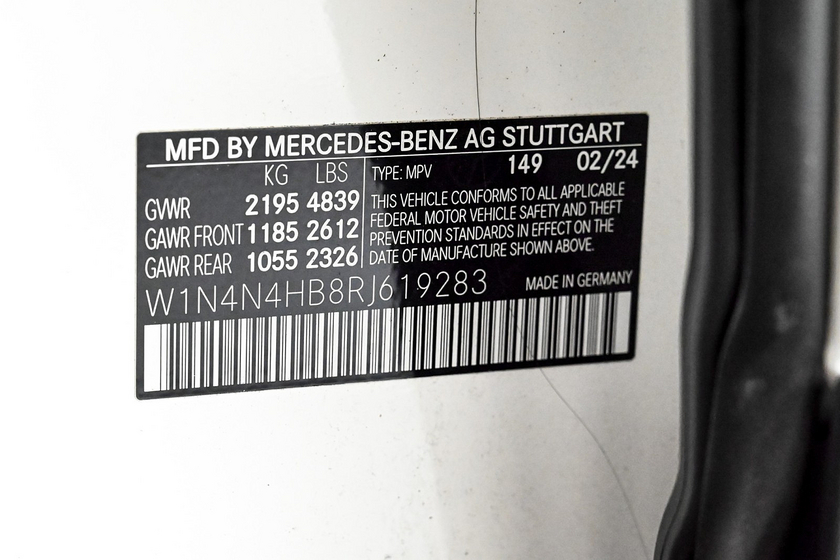 MFD BY MERCEDES-BENZ AG STUTTGART
KG LBS
GVWR 2195 4839
GAWR FRONT 1185 2612
GAWR REAR 1055 2326
TYPE: MPV 149 02/24
THIS VEHICLE CONFORMS TO ALL APPLICABLE
FEDERAL MOTOR VEHICLE SAFETY AND THEFT
PREVENTION STANDARDS IN EFFECT ON THE
DATE OF MANUFACTURE SHOWN ABOVE.
W1N4N4HB8RJ619283
MADE IN GERMANY